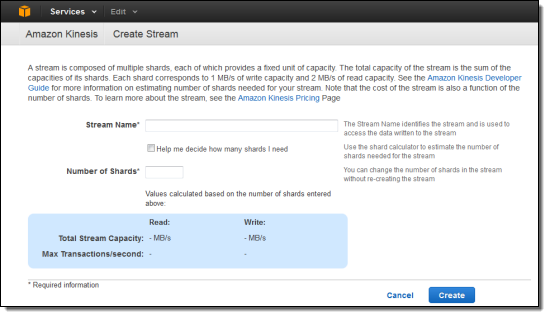 Services Edit
Amazon Kinesis Create Stream
A stream is composed of multiple shards, each of which provides a fixed unit of capacity. The total capacity of the stream is the sum of the
capacities of its shards. Each shard corresponds to 1 MB/s of write capacity and 2 MB/s of read capacity. See the Amazon Kinesis Developer
Guide for more information on estimating number of shards needed for your stream. Note that the cost of the stream is also a function of the
number of shards. To learn more about the stream, see the Amazon Kinesis Pricing Page
Stream Name* The Stream Name identifies the stream and is used to
access the data written to the stream
Help me decide how many shards I need Use the shard calculator to estimate the number of
shards needed for the stream
Number of Shards* You can change the number of shards in the stream
without re-creating the stream
Values calculated based on the number of shards entered
above:
Read: Write:
Total Stream Capacity: - MB/s - MB/s
Max Transactions/second: - -
* Required information
Cancel Create